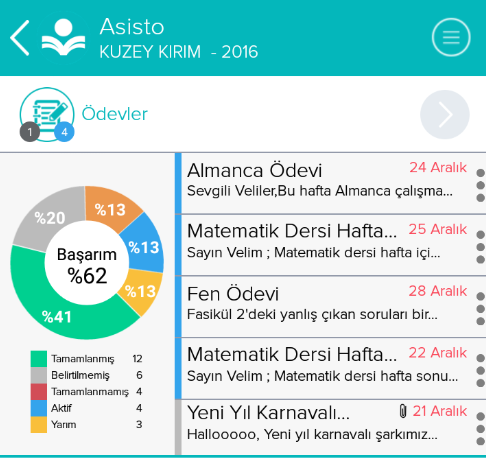 Asisto
KUZEY KIRIM - 2016
Ödevler
1
4
%20
%13
%13
%13
%41
Başarım
%62
Tamamlanmış 12
Belirtilmemiş 6
Tamamlanmamış 4
Aktif 4
Yarım 3
Almanca Ödevi 24 Aralık
Sevgili Veliler,Bu hafta Almanca çalışma...
Matematik Dersi Hafta... 25 Aralık
Sayın Velim ; Matematik dersi hafta içi...
Fen Ödevi 28 Aralık
Fasikül 2'deki yanlış çıkan soruları bir...
Matematik Dersi Hafta... 22 Aralık
Sayın Velim ; Matematik dersi hafta sonu...
Yeni Yıl Karnavalı... 21 Aralık
Hallooooo, Yeni yıl karnavalı şarkımız...